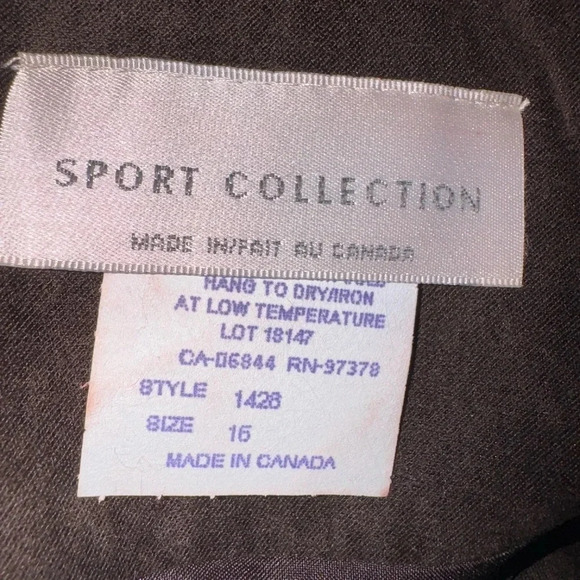 SPORT COLLECTION
MADE IN/FAIT AU CANADA
HANG TO DRY/IRON
AT LOW TEMPERATURE
LOT 18147
CA-06844 RN-97378
STYLE 1428
SIZE 16
MADE IN CANADA